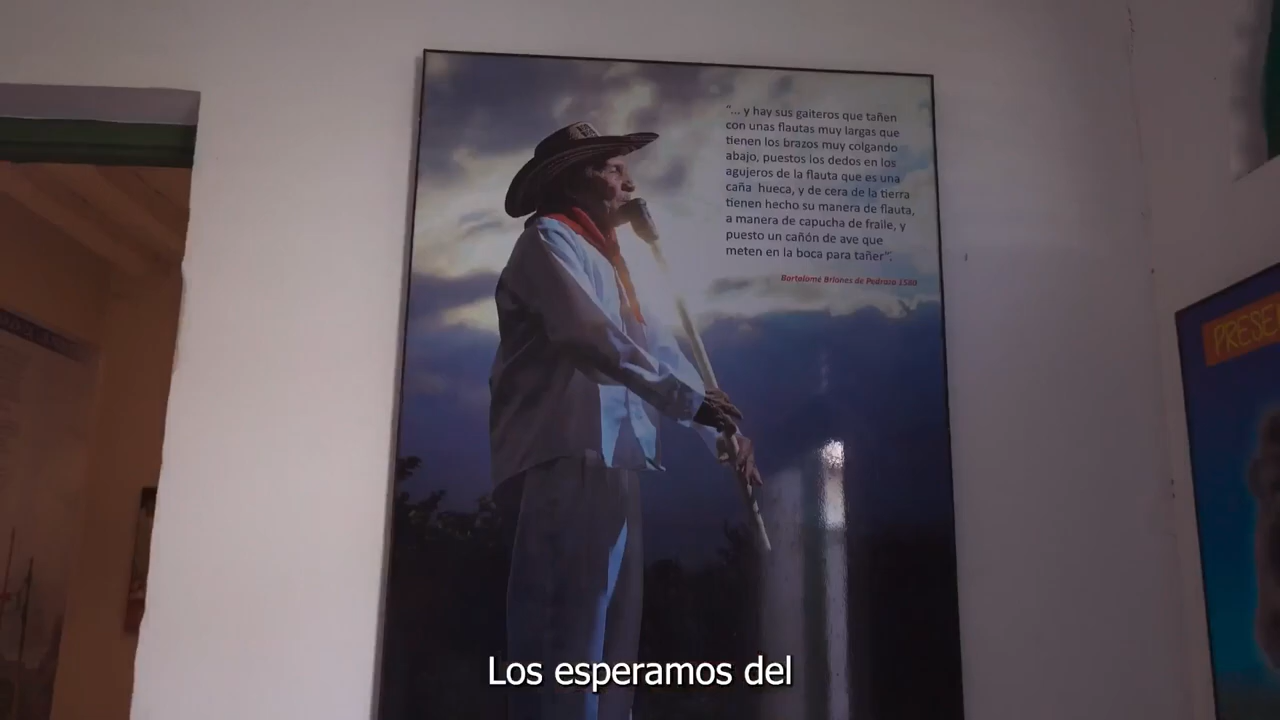 "... y hay sus gaiteros que tañen
con unas flautas muy largas que
tienen los brazos muy colgando
abajo, puestos los dedos en los
agujeros de la flauta que es una
caña hueca, y de cera de la tierra
tienen hecho su manera de flauta,
a manera de capucha de fraile, y
puesto un cañón de ave que
meten en la boca para tañer".
Bartolomé Briones de Pedraza 1580
PRESE
Los esperamos del